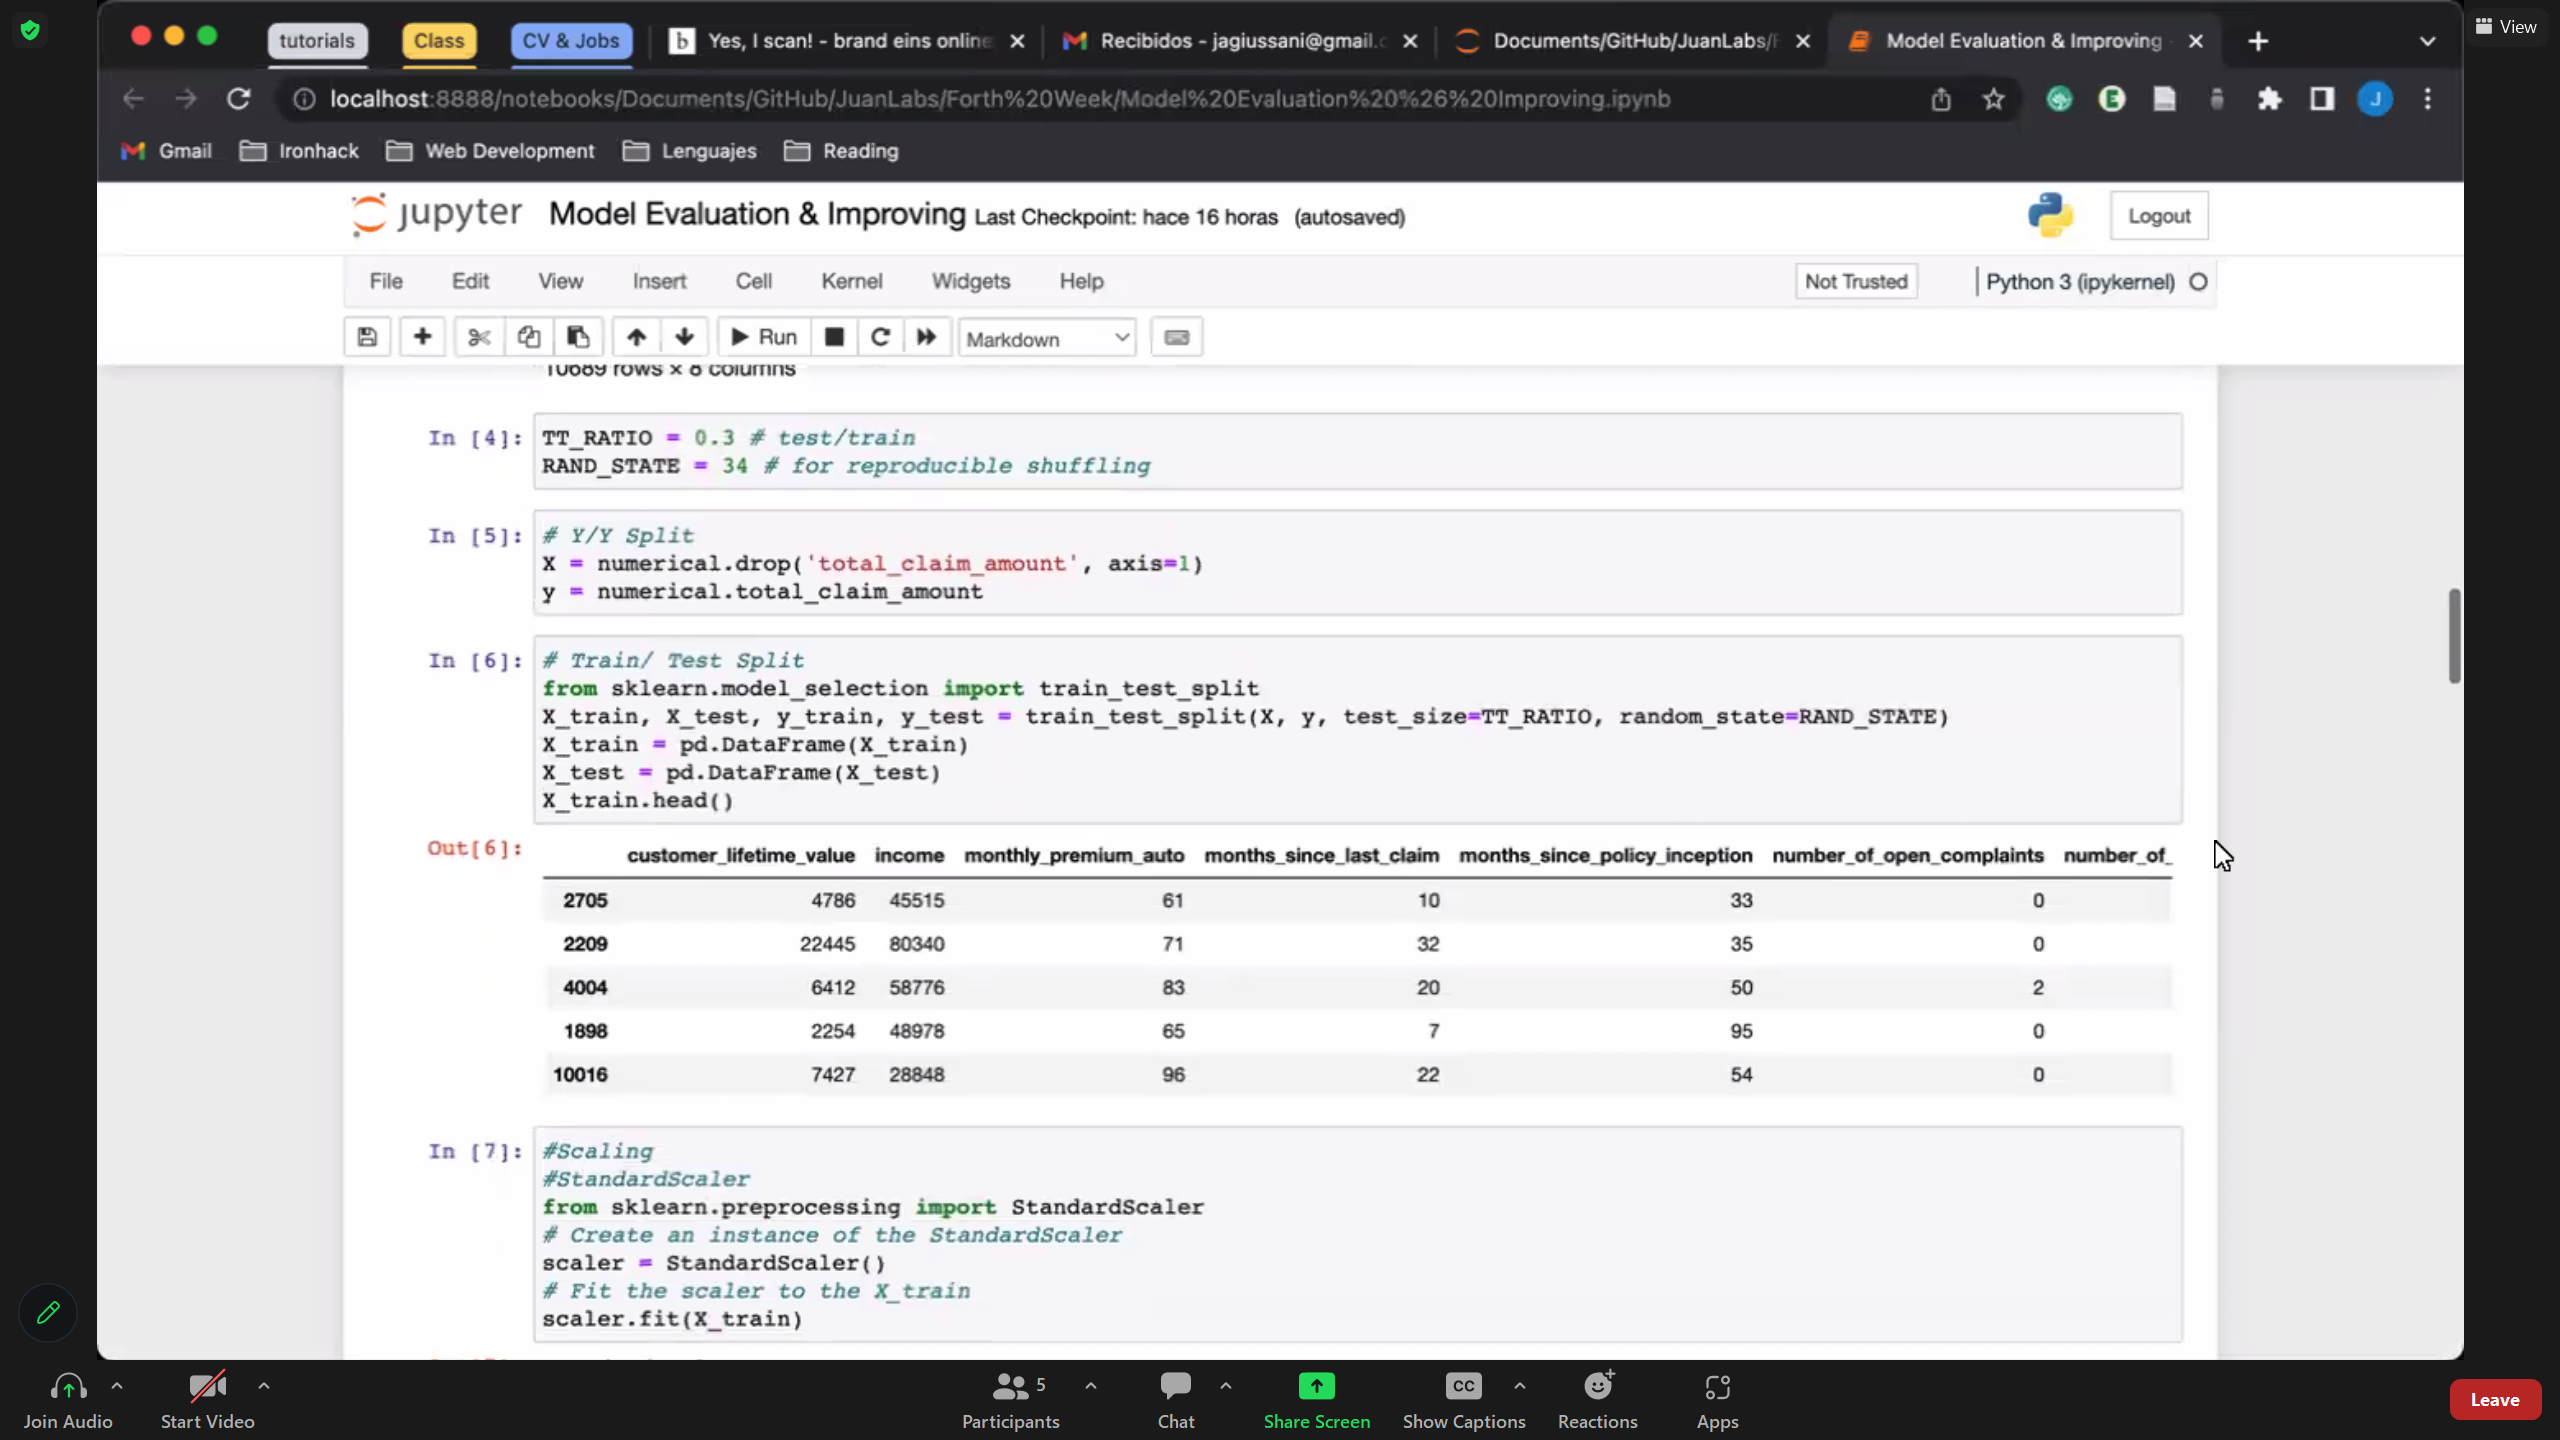 View
tutorials
Class
CV & Jobs
b Yes, I scan! - brand eins online
Recibidos - jagiussani@gmail.c
Documents/GitHub/JuanLabs/F
Model Evaluation & Improving -
localhost:8888/notebooks/Documents/GitHub/JuanLabs/Forth%20Week/Model%20Evaluation%20%26%20Improving.ipynb
J
Gmail
Ironhack
Web Development
Lenguajes
Reading
jupyter Model Evaluation & Improving Last Checkpoint: hace 16 horas (autosaved)
Logout
File Edit View Insert Cell Kernel Widgets Help
Not Trusted
Python 3 (ipykernel)
Run
Markdown
10689 rows × 8 columns
In [4]: TT_RATIO = 0.3 # test/train
RAND_STATE = 34 # for reproducible shuffling
In [5]: # Y/Y Split
X = numerical.drop('total_claim_amount', axis=1)
y = numerical.total_claim_amount
In [6]: # Train/ Test Split
from sklearn.model_selection import train_test_split
X_train, X_test, y_train, y_test = train_test_split(X, y, test_size=TT_RATIO, random_state=RAND_STATE)
X_train = pd.DataFrame(X_train)
X_test = pd.DataFrame(X_test)
X_train.head()
Out[6]: customer_lifetime_value income monthly_premium_auto months_since_last_claim months_since_policy_inception number_of_open_complaints number_of_
2705 4786 45515 61 10 33 0
2209 22445 80340 71 32 35 0
4004 6412 58776 83 20 50 2
1898 2254 48978 65 7 95 0
10016 7427 28848 96 22 54 0
In [7]: #Scaling
#StandardScaler
from sklearn.preprocessing import StandardScaler
# Create an instance of the StandardScaler
scaler = StandardScaler()
# Fit the scaler to the X_train
scaler.fit(X_train)
Join Audio
Start Video
5
Participants
Chat
Share Screen
CC
Show Captions
Reactions
Apps
Leave